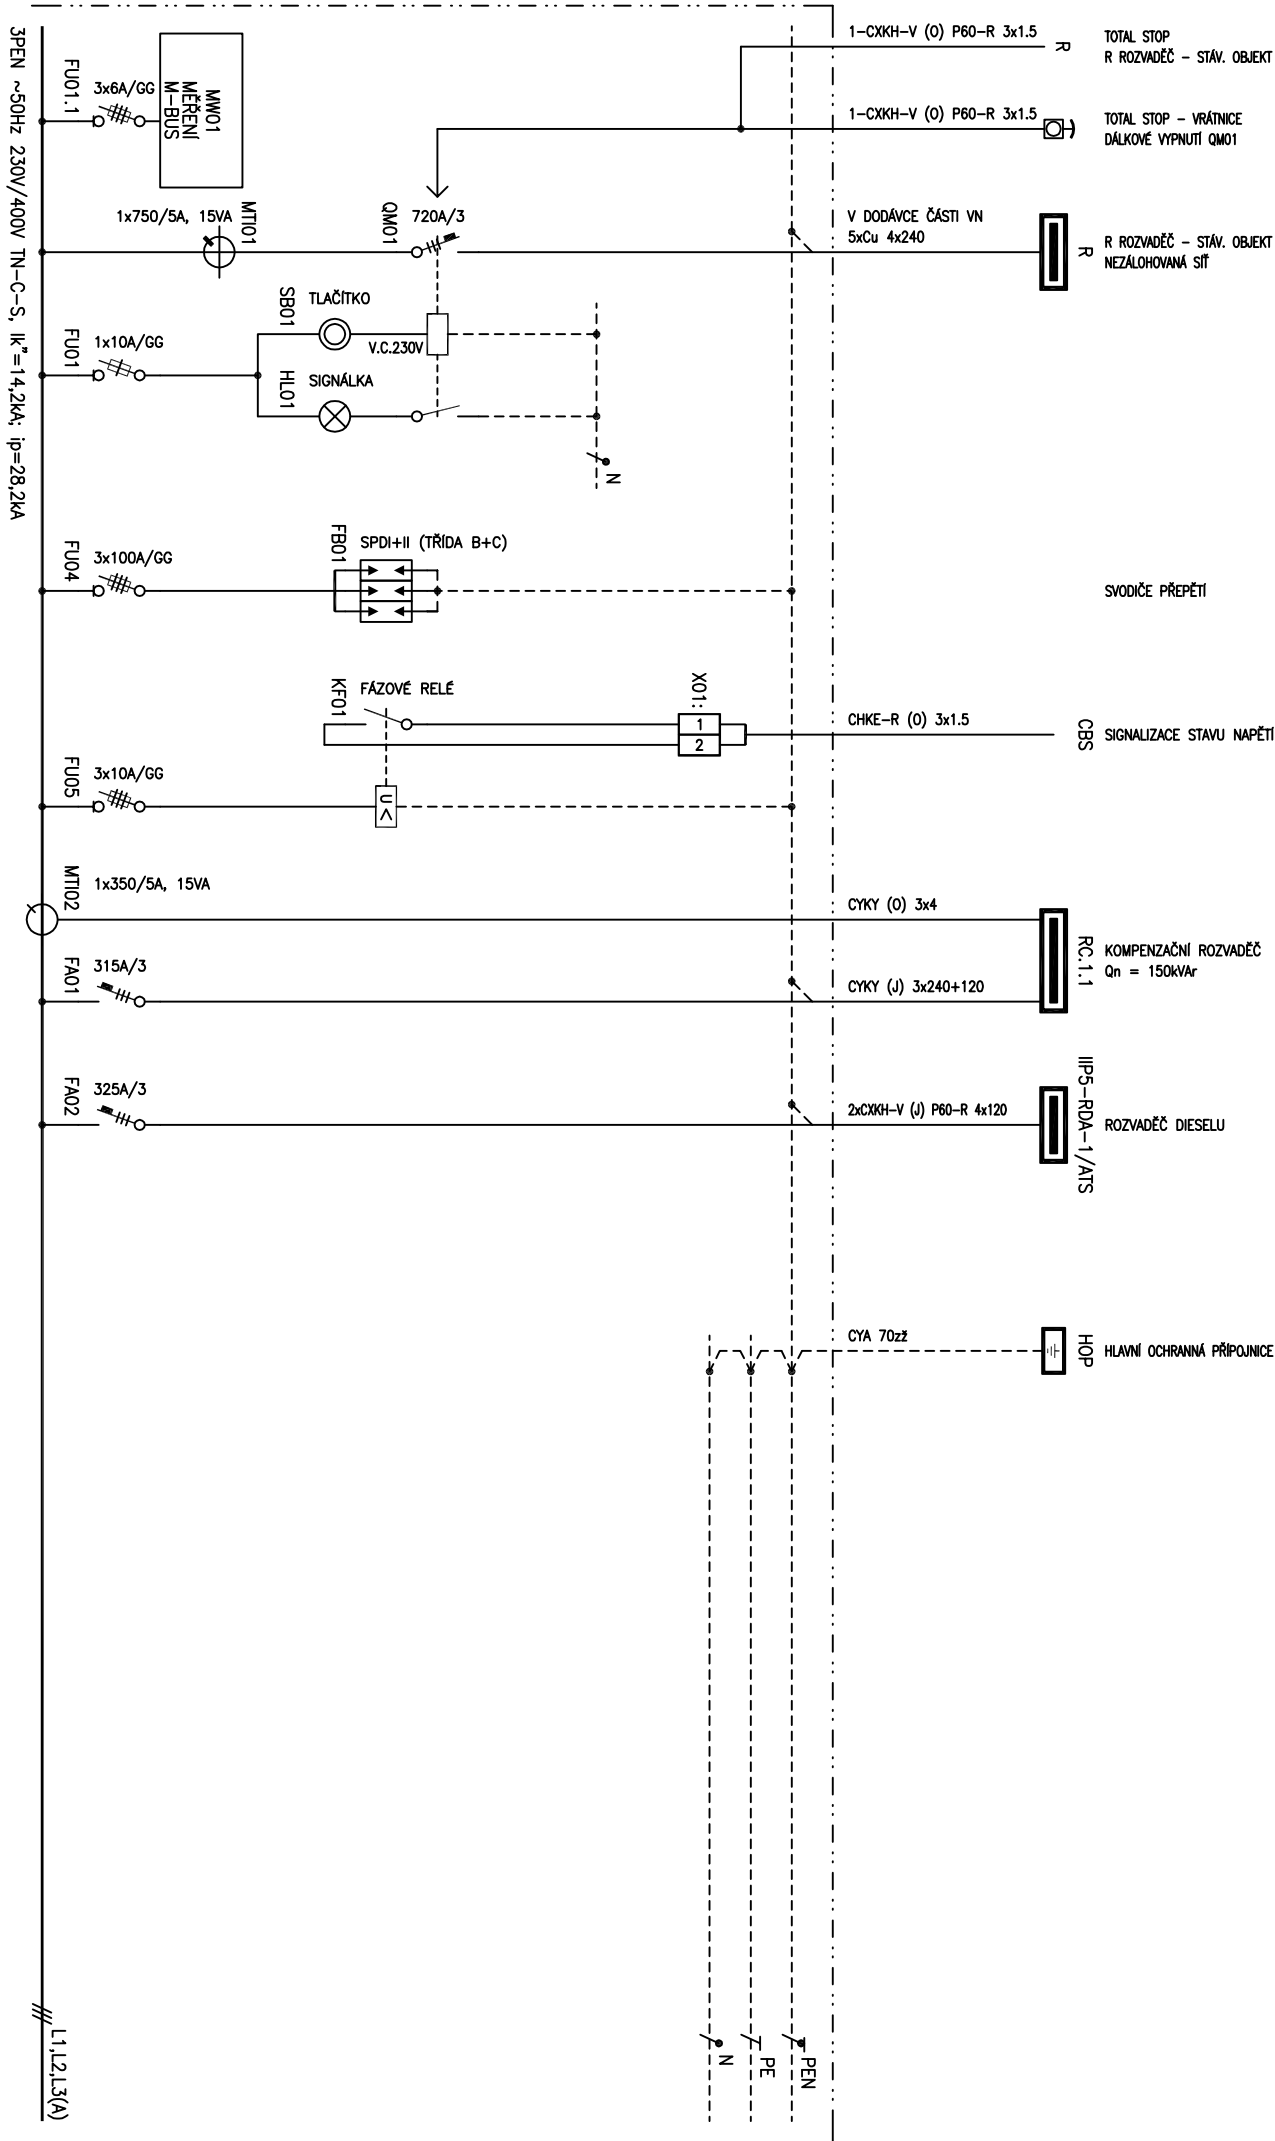 1-CXKH-V (O) P60-R 3x1.5
R
TOTAL STOP
R ROZVADĚČ - STÁV. OBJEKT
MW01
MĚŘENÍ
M-BUS
3x6A/GG
FU01.1
1-CXKH-V (O) P60-R 3x1.5
TOTAL STOP - VRÁTNICE
DÁLKOVÉ VYPNUTÍ QM01
3PEN ~50Hz 230V/400V TN-C-S, Ik"=14,2kA; ip=28,2kA
1x750/5A, 15VA
MTI01
QM01
720A/3
V DODÁVCE ČÁSTI VN
5xCu 4x240
R
R ROZVADĚČ - STÁV. OBJEKT
NEZÁLOHOVANÁ SÍŤ
SB01
TLAČÍTKO
V.C.230V
FU01
1x10A/GG
HL01
SIGNÁLKA
N
FU04
3x100A/GG
FB01
SPDI+II (TŘÍDA B+C)
SVODIČE PŘEPĚTÍ
KF01
FÁZOVÉ RELÉ
X01:
1
2
CHKE-R (O) 3x1.5
CBS
SIGNALIZACE STAVU NAPĚTÍ
FU05
3x10A/GG
U <
MTI02
1x350/5A, 15VA
CYKY (O) 3x4
RC.1.1
KOMPENZAČNÍ ROZVADĚČ
Qn = 150kVAr
FA01
315A/3
CYKY (J) 3x240+120
FA02
325A/3
2xCXKH-V (J) P60-R 4x120
IIP5-RDA-1/ATS
ROZVADĚČ DIESELU
CYA 70zž
HOP
HLAVNÍ OCHRANNÁ PŘÍPOJNICE
L1,L2,L3(A)
N
PE
PEN